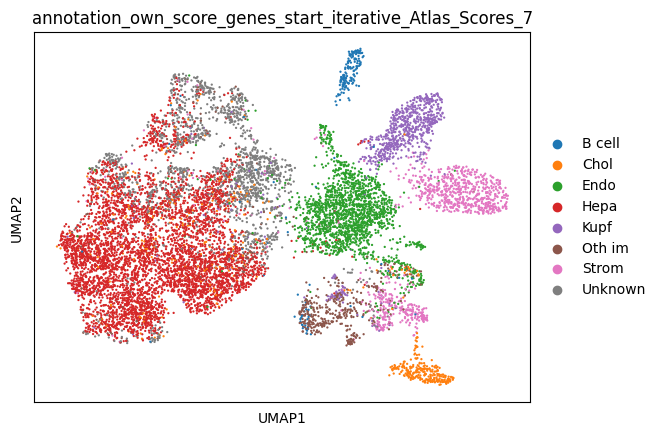 annotation_own_score_genes_start_iterative_Atlas_Scores_7
UMAP2
UMAP1
B cell
Chol
Endo
Hepa
Kupf
Oth im
Strom
Unknown